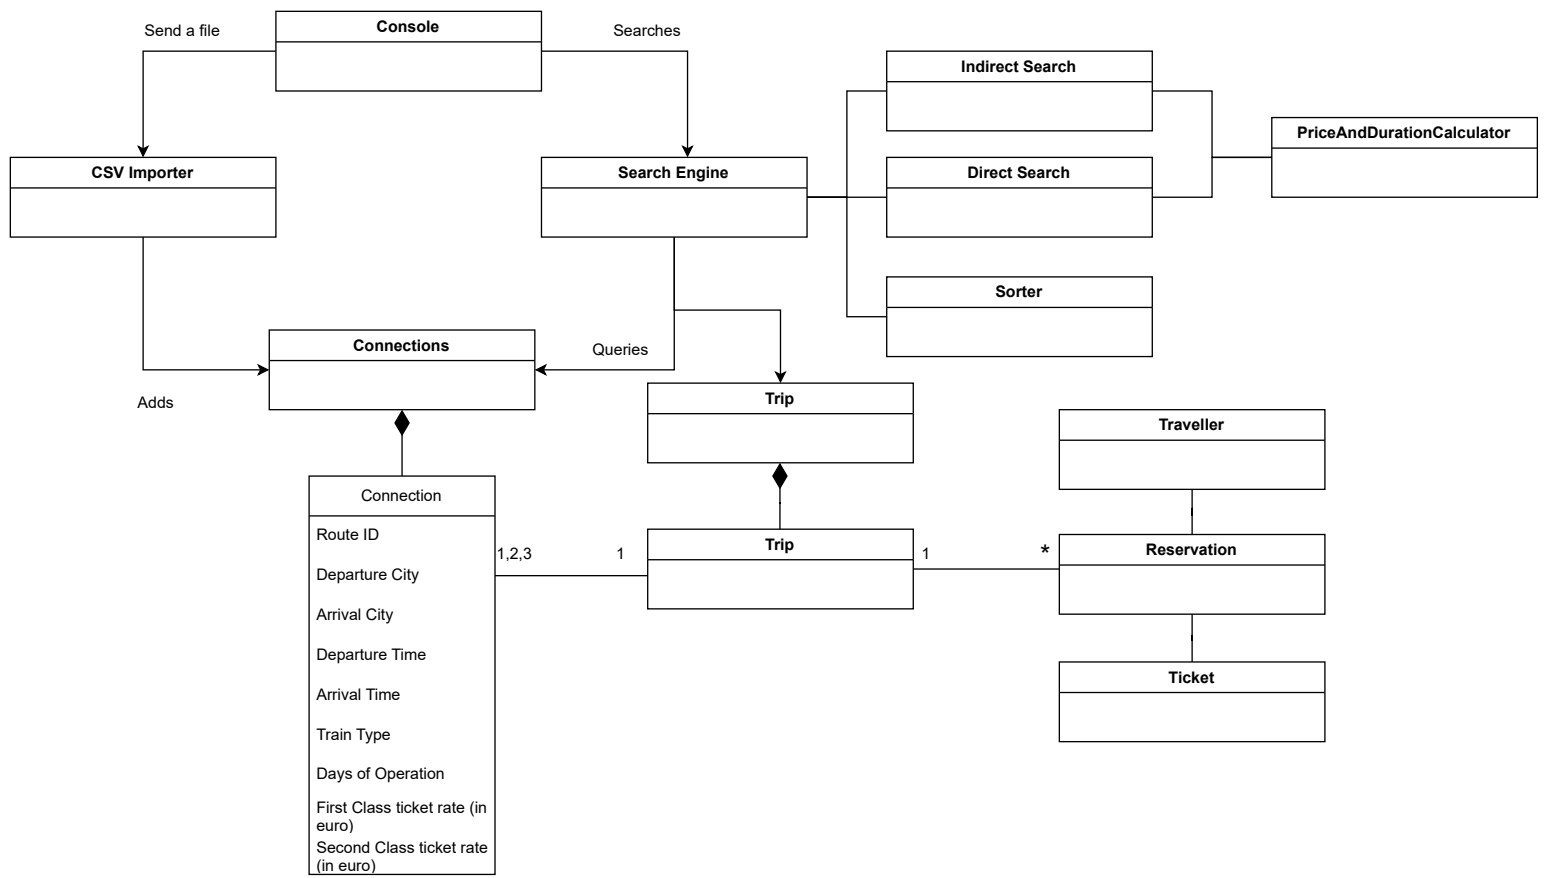 Send a file
Console
Searches
Indirect Search
PriceAndDurationCalculator
CSV Importer
Search Engine
Direct Search
Sorter
Connections
Queries
Adds
Trip
Traveller
Connection
Route ID
Departure City
Arrival City
Departure Time
Arrival Time
Train Type
Days of Operation
First Class ticket rate (in
euro)
Second Class ticket rate
(in euro)
1,2,3
1
Trip
1
*
Reservation
Ticket